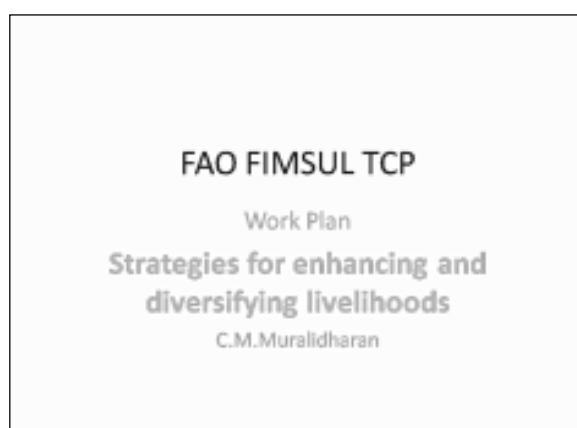 FAO FIMSUL TCP
Work Plan
Strategies for enhancing and
diversifying livelihoods
C.M.Muralidharan